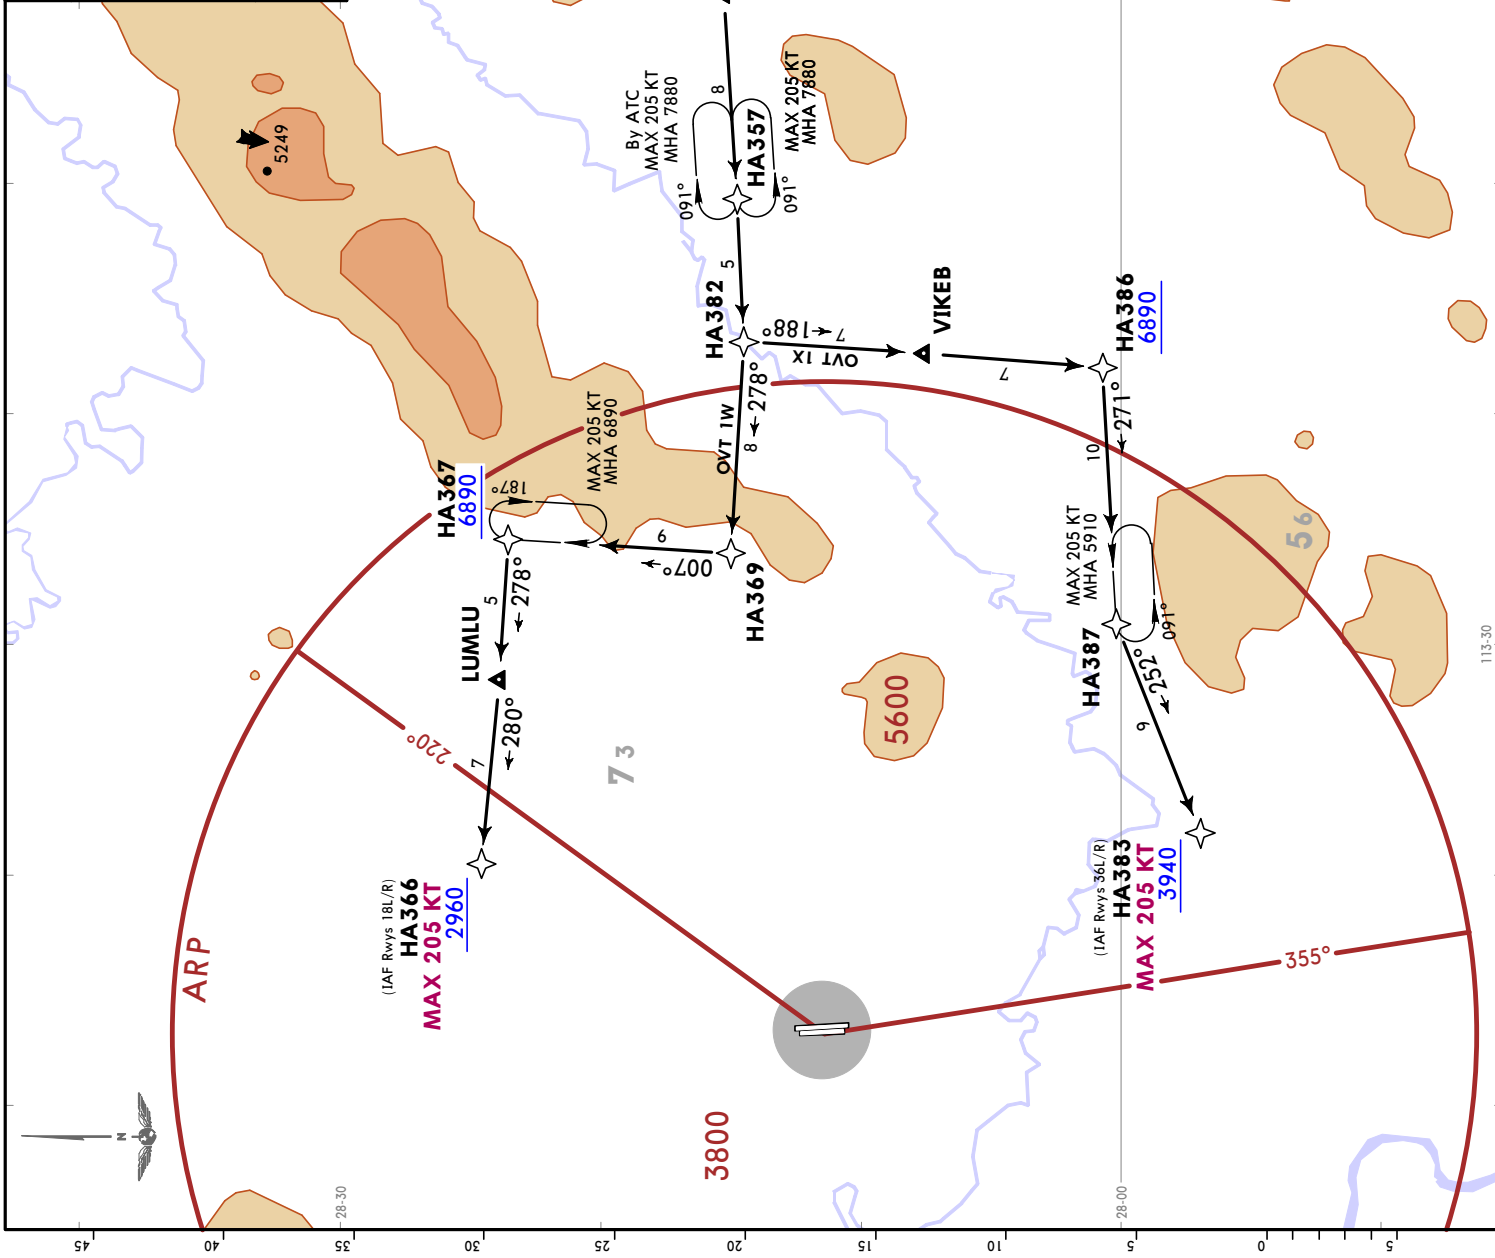 5249
By ATC
MAX 205 KT
MHA 7880
8
HA357
MAX 205 KT
MHA 7880
091°
091°
5
HA382
188°
7
OVT 1X
VIKEB
7
HA386
6890
278°
OVT 1W
8
271°
10
HA367
6890
187°
MAX 205 KT
MHA 6890
9
007°
HA369
278°
5
LUMLU
280°
7
(IAF Rwys 18L/R)
HA366
MAX 205 KT
2960
MAX 205 KT
MHA 5910
091°
HA387
252°
9
(IAF Rwys 36L/R)
HA383
MAX 205 KT
3940
56
73
5600
3800
220°
355°
ARP
N
28-30
28-00
113-30
45
40
35
30
25
20
15
10
5
0
5